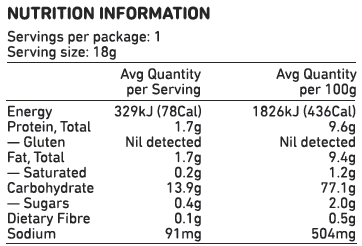 NUTRITION INFORMATION
Servings per package: 1
Serving size: 18g
Avg Quantity per Serving Avg Quantity per 100g
Energy 329kJ (78Cal) 1826kJ (436Cal)
Protein, Total 1.7g 9.6g
— Gluten Nil detected Nil detected
Fat, Total 1.7g 9.4g
— Saturated 0.2g 1.2g
Carbohydrate 13.9g 77.1g
— Sugars 0.4g 2.0g
Dietary Fibre 0.1g 0.5g
Sodium 91mg 504mg